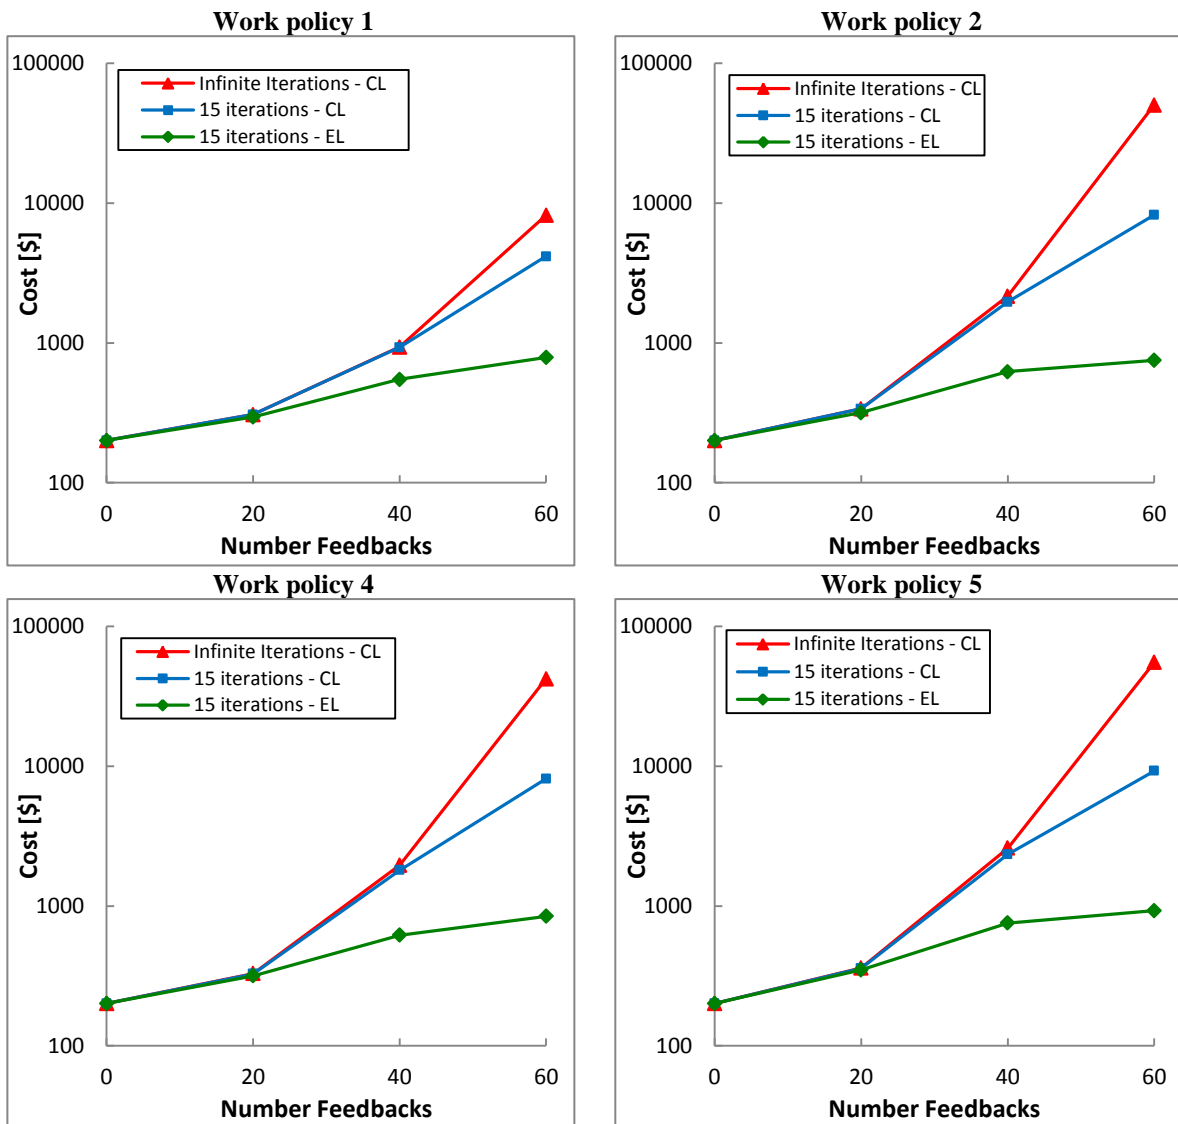 Work policy 1
100000
10000
1000
100
Cost [$]
Infinite Iterations - CL
15 iterations - CL
15 iterations - EL
0 20 40 60
Number Feedbacks
Work policy 2
100000
10000
1000
100
Cost [$]
Infinite Iterations - CL
15 iterations - CL
15 iterations - EL
0 20 40 60
Number Feedbacks
Work policy 4
100000
10000
1000
100
Cost [$]
Infinite Iterations - CL
15 iterations - CL
15 iterations - EL
0 20 40 60
Number Feedbacks
Work policy 5
100000
10000
1000
100
Cost [$]
Infinite Iterations - CL
15 iterations - CL
15 iterations - EL
0 20 40 60
Number Feedbacks